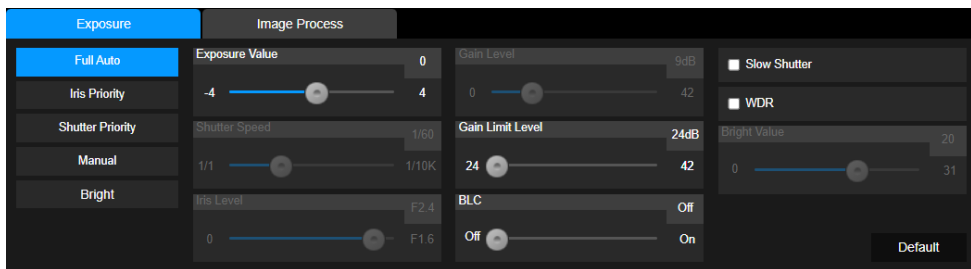 Exposure
Image Process
Full Auto
Iris Priority
Shutter Priority
Manual
Bright
Exposure Value
0
-4
4
Shutter Speed
1/60
1/1
1/10K
Iris Level
F2.4
0
F1.6
Gain Level
9dB
0
42
Gain Limit Level
24dB
24
42
BLC
Off
Off
On
Slow Shutter
WDR
Bright Value
20
0
31
Default